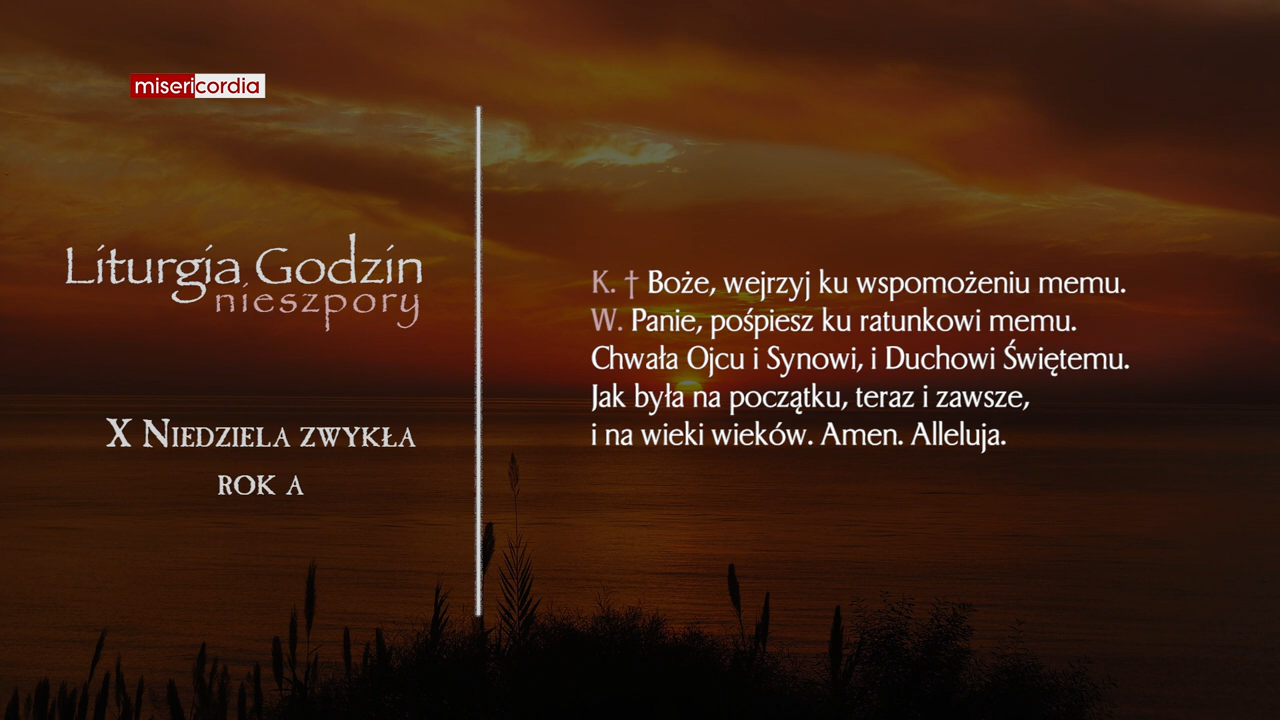 misericordia
Liturgia Godzin
nieszpory
X Niedziela zwykła
rok A
K. † Boże, wejrzyj ku wspomożeniu memu.
W. Panie, pośpiesz ku ratunkowi memu.
Chwała Ojcu i Synowi, i Duchowi Świętemu.
Jak była na początku, teraz i zawsze,
i na wieki wieków. Amen. Alleluja.